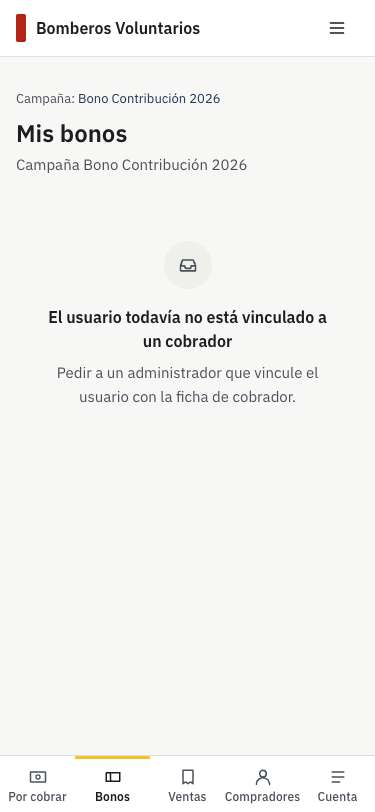 Bomberos Voluntarios
Campaña: Bono Contribución 2026
Mis bonos
Campaña Bono Contribución 2026
El usuario todavía no está vinculado a
un cobrador
Pedir a un administrador que vincule el
usuario con la ficha de cobrador.
Por cobrar
Bonos
Ventas
Compradores
Cuenta